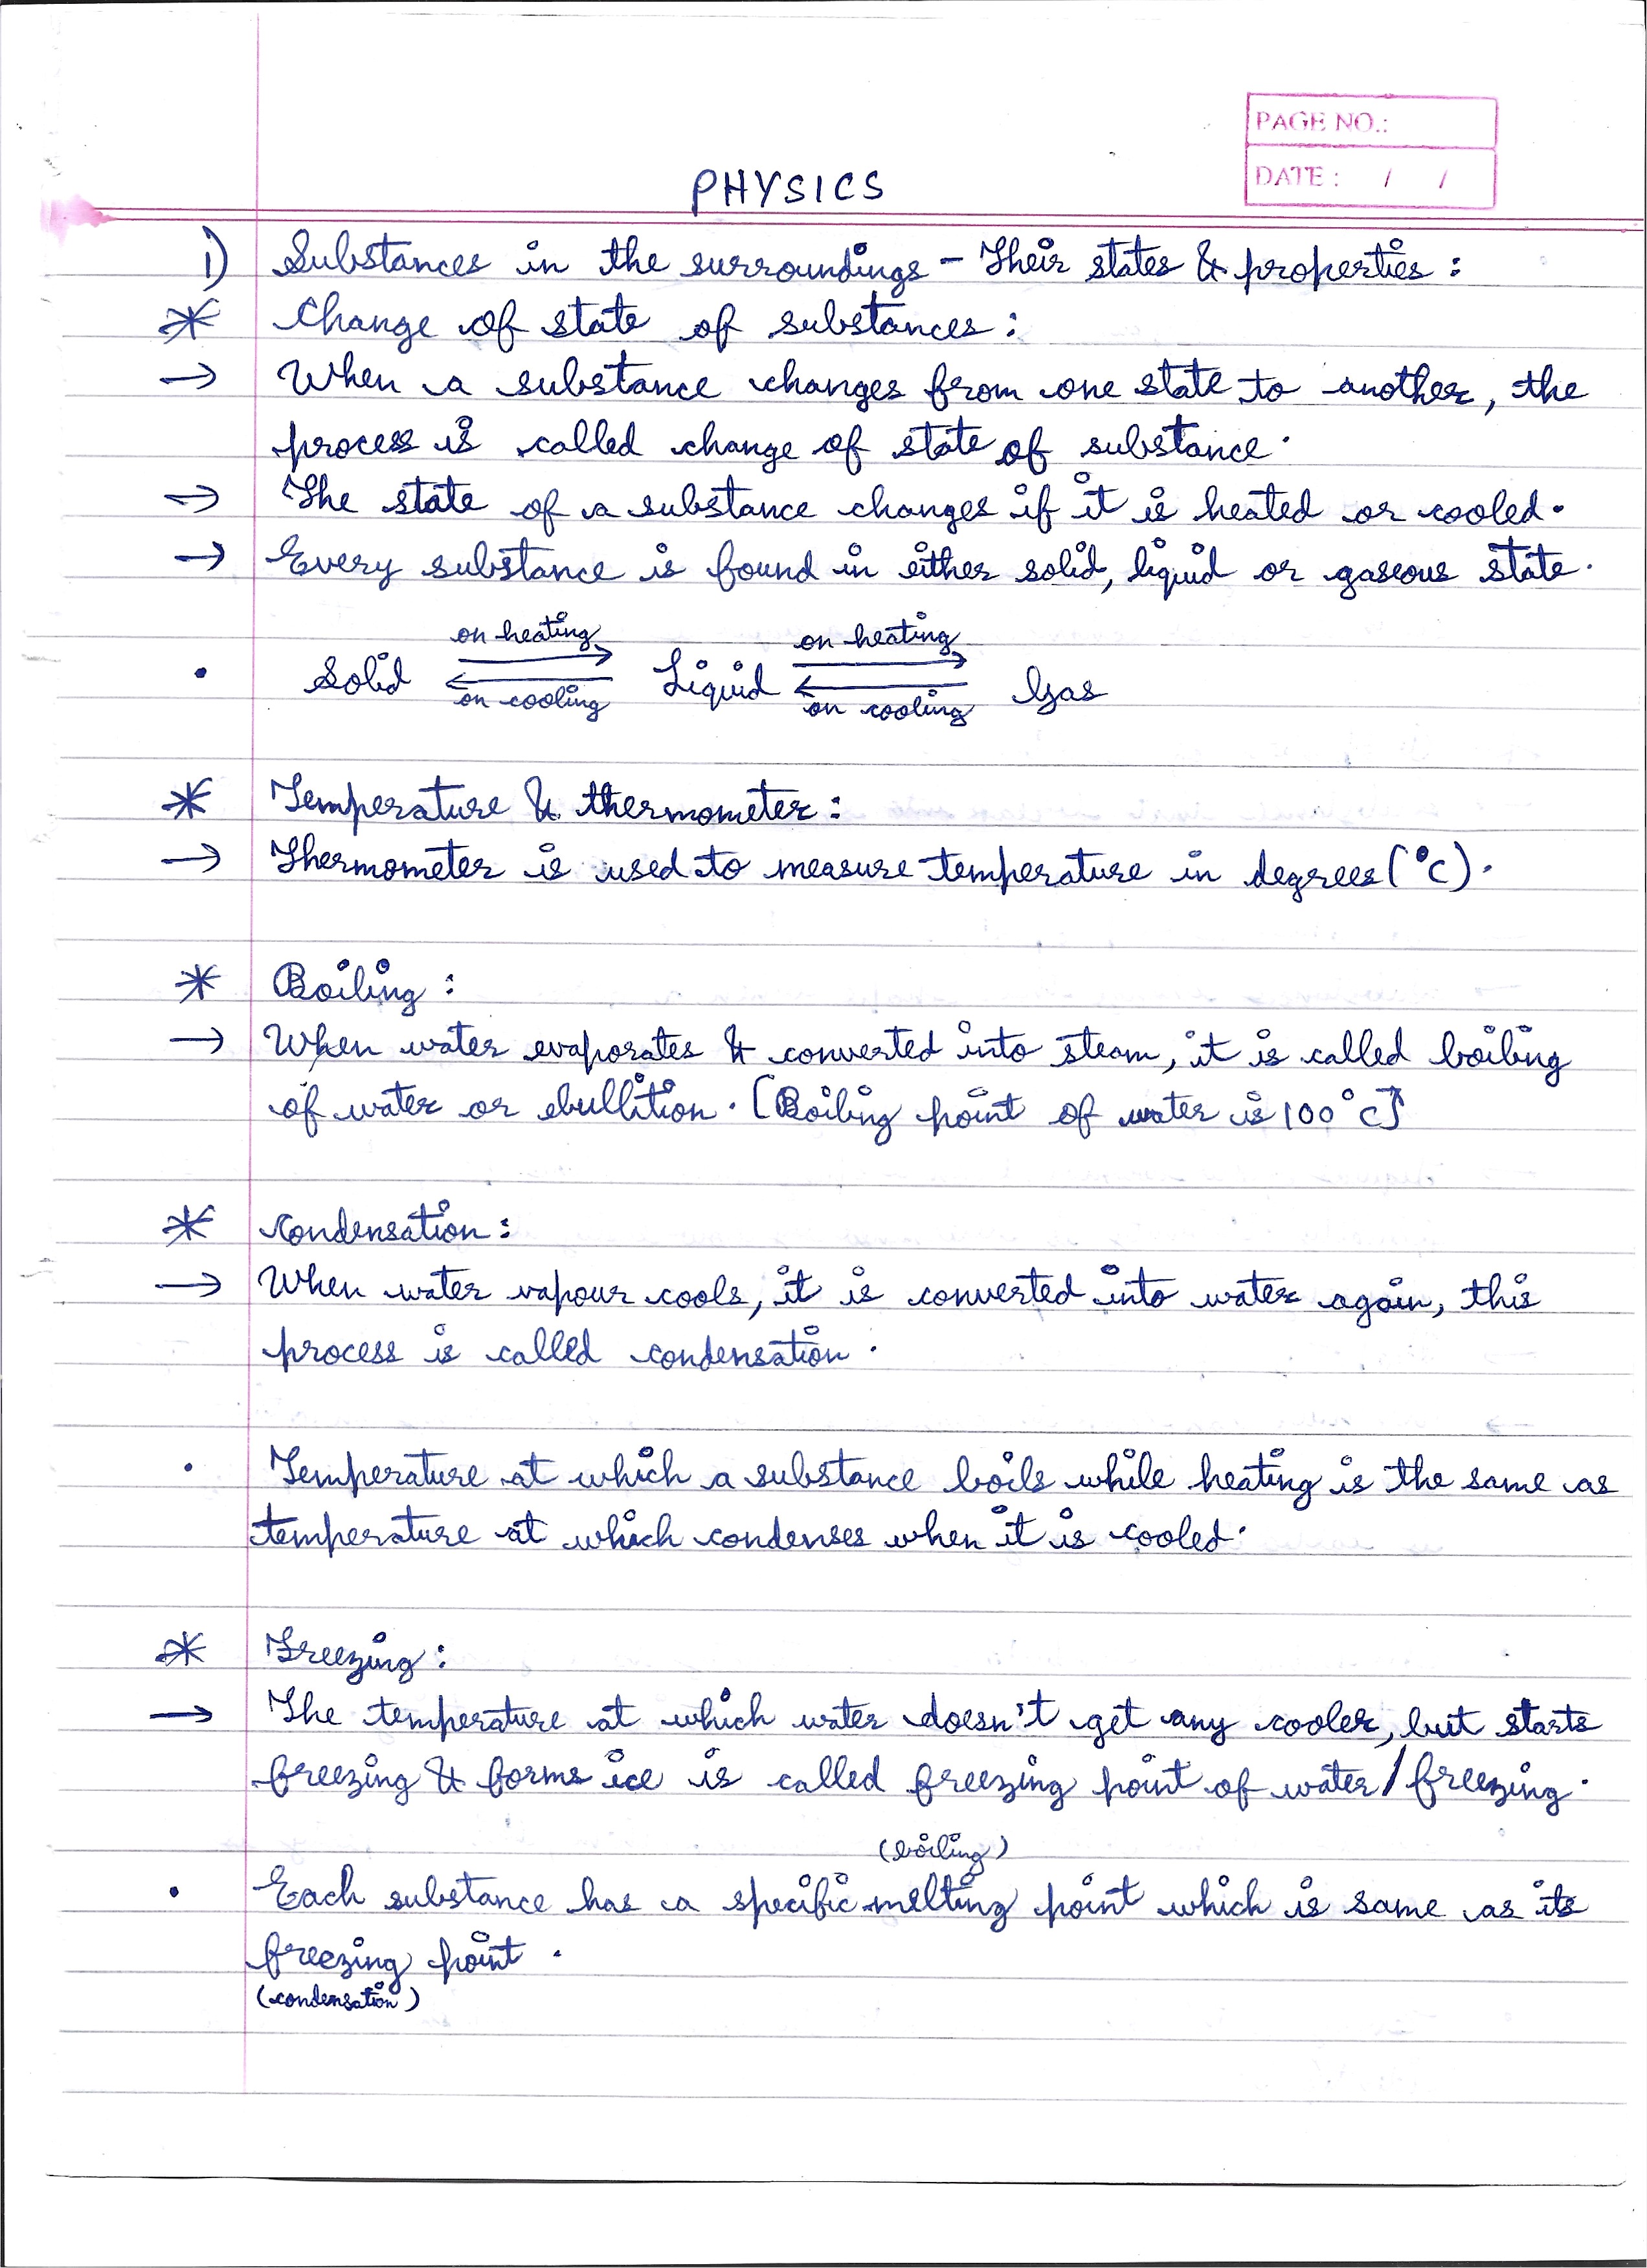 PAGE NO.:
DATE : / /
PHYSICS
i) Substances in the surroundings - Their states & properties :
* Change of state of substances :
→ When a substance changes from one state to another, the
process is called change of state of substance.
→ The state of a substance changes if it is heated or cooled.
→ Every substance is found in either solid, liquid or gaseous state.
on heating on heating
• Solid ⇌ Liquid ⇌ Gas
on cooling on cooling
* Temperature & thermometer :
→ Thermometer is used to measure temperature in degrees (°C).
* Boiling :
→ When water evaporates & converted into steam, it is called boiling
of water or ebullition. [Boiling point of water is 100°C]
* Condensation :
→ When water vapour cools, it is converted into water again, this
process is called condensation.
• Temperature at which a substance boils while heating is the same as
temperature at which condenses when it is cooled.
* Freezing :
→ The temperature at which water doesn't get any cooler, but starts
freezing & forms ice is called freezing point of water / freezing.
(boiling)
• Each substance has a specific melting point which is same as its
freezing point.
(condensation)